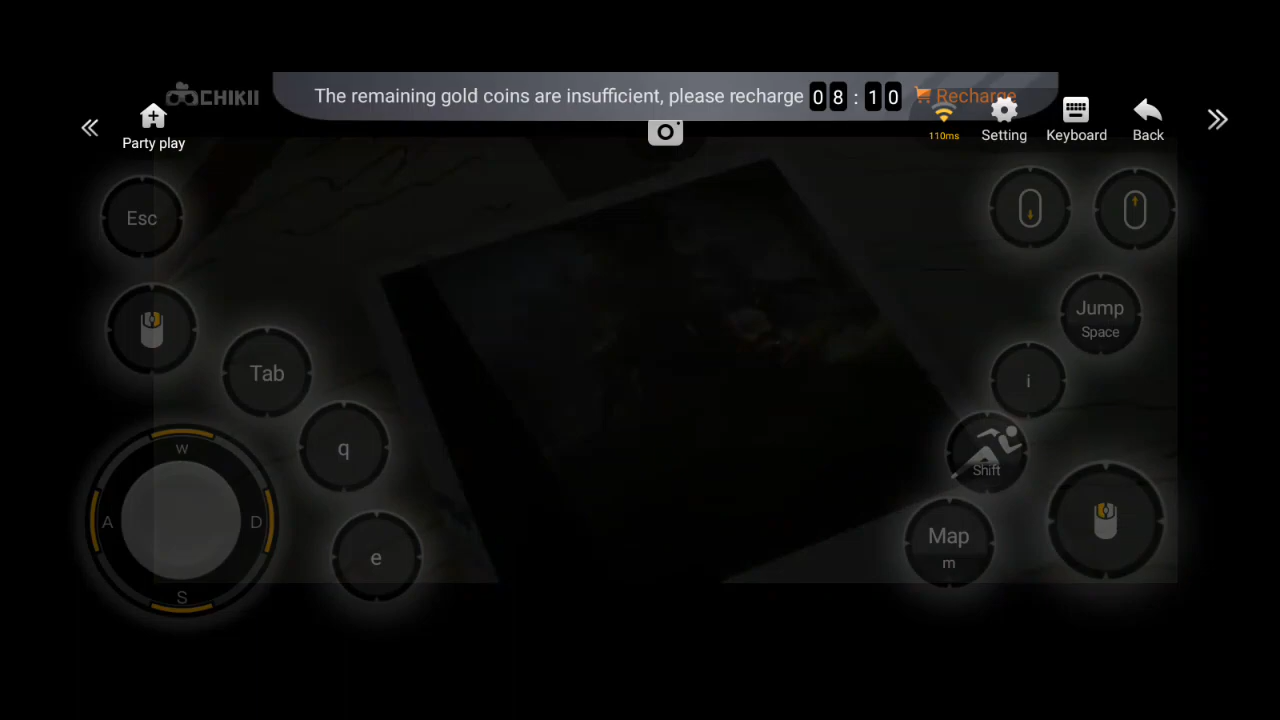 CHIKII
The remaining gold coins are insufficient, please recharge 08:10 Recharge
Party play
110ms
Setting
Keyboard
Back
Esc
Jump
Space
Tab
i
q
Shift
W
A
D
S
e
Map
m